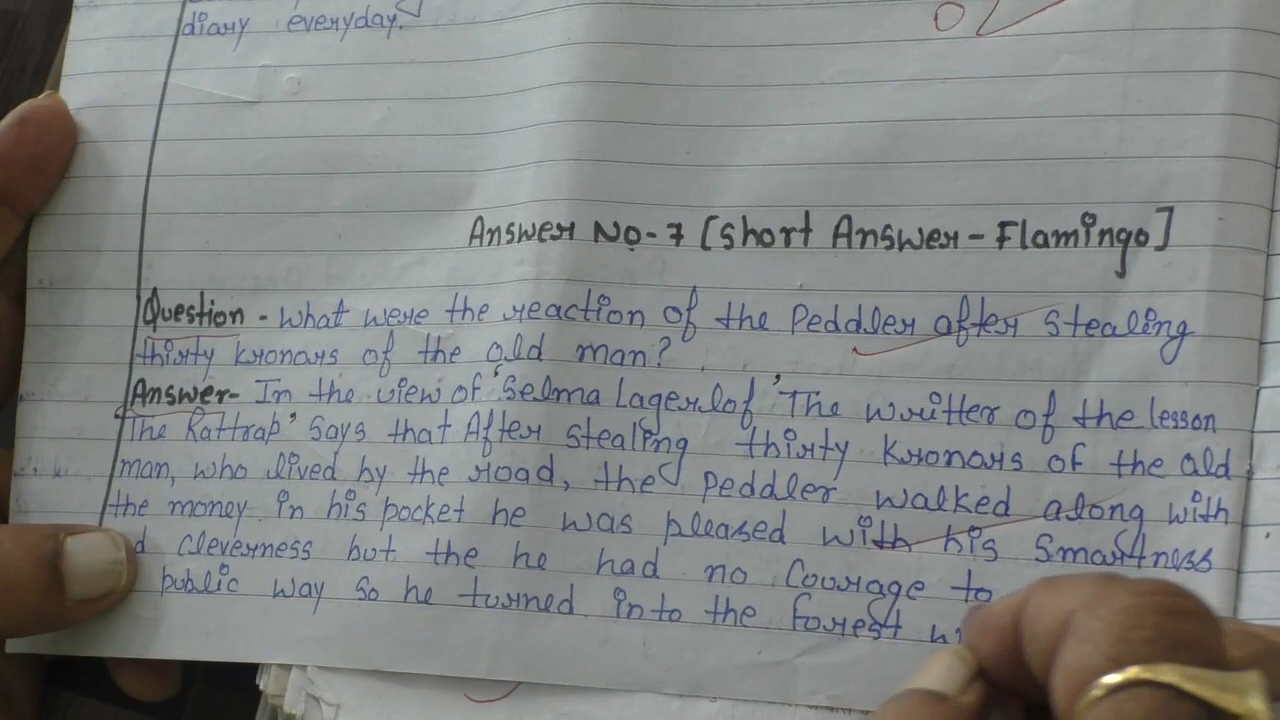 diary everyday.
Answer No-7 [Short Answer-Flamingo]
Question - What were the reaction of the Peddler after stealing
thirty kronars of the old man?
Answer- In the view of 'Selma Lagerlof' The writter of the lesson
The Rattrap' Says that After stealing thirty kronars of the old
man, who lived by the road, the Peddler walked along with
the money in his pocket he was pleased with his Smartness
d cleverness but the he had no Courage to
public way so he turned into the forest